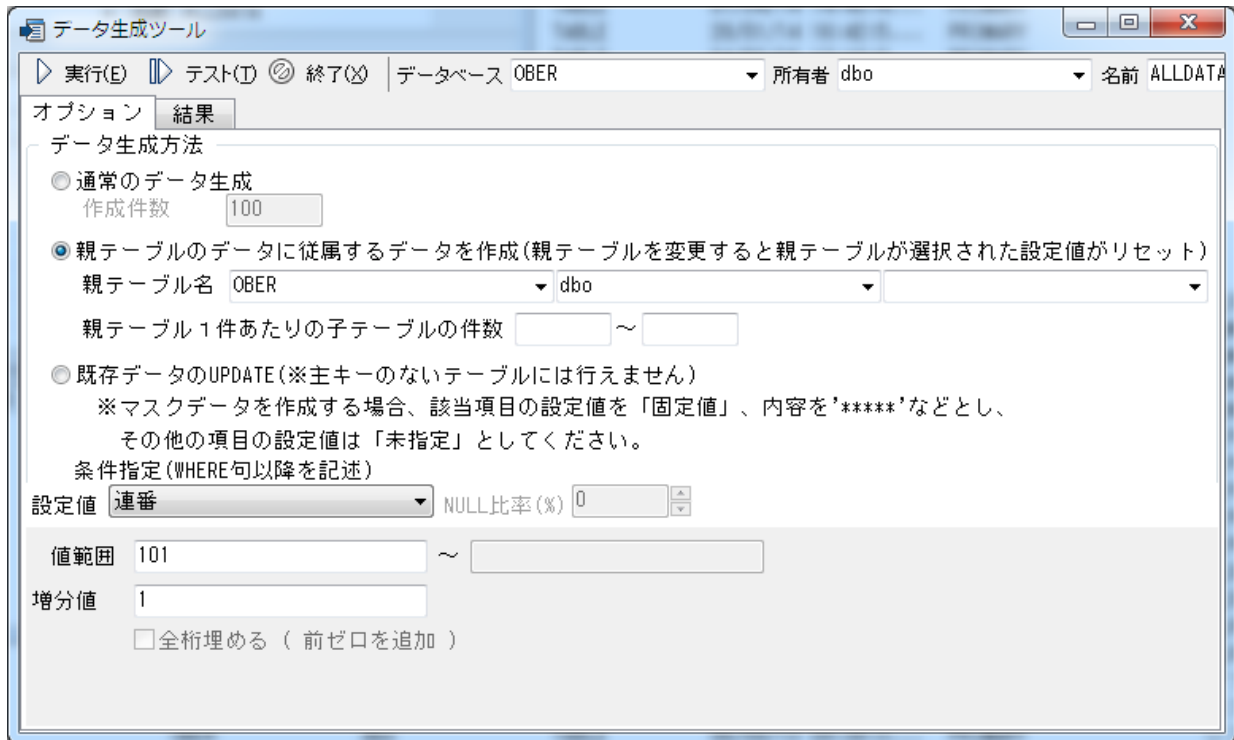 データ生成ツール
実行(E) テスト(T) 終了(X) データベース OBER 所有者 dbo 名前 ALLDATA
オプション 結果
データ生成方法
通常のデータ生成
作成件数 100
親テーブルのデータに従属するデータを作成(親テーブルを変更すると親テーブルが選択された設定値がリセット)
親テーブル名 OBER dbo
親テーブル1件あたりの子テーブルの件数 ～
既存データのUPDATE(※主キーのないテーブルには行えません)
※マスクデータを作成する場合、該当項目の設定値を「固定値」、内容を'*****'などとし、
その他の項目の設定値は「未指定」としてください。
条件指定(WHERE句以降を記述)
設定値 連番 NULL比率(%) 0
値範囲 101 ～
増分値 1
全桁埋める ( 前ゼロを追加 )